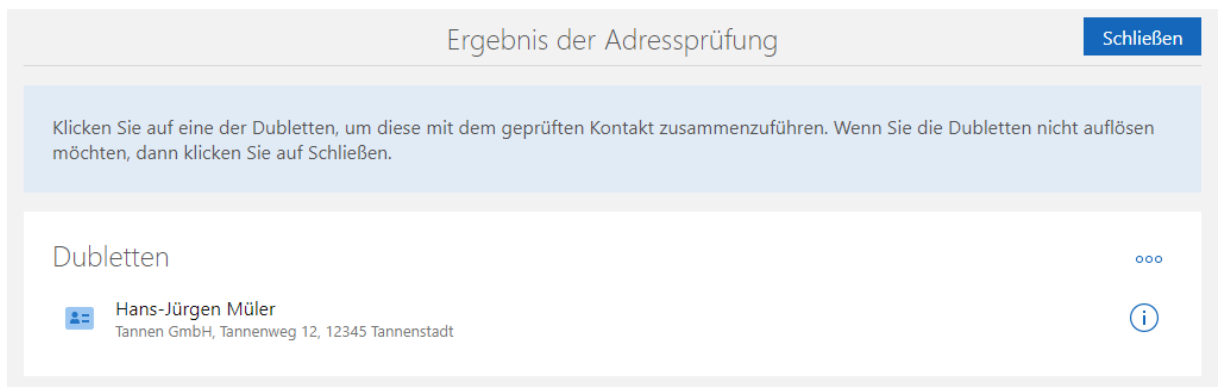 Ergebnis der Adressprüfung
Schließen
Klicken Sie auf eine der Dubletten, um diese mit dem geprüften Kontakt zusammenzuführen. Wenn Sie die Dubletten nicht auflösen
möchten, dann klicken Sie auf Schließen.
Dubletten
Hans-Jürgen Müler
Tannen GmbH, Tannenweg 12, 12345 Tannenstadt